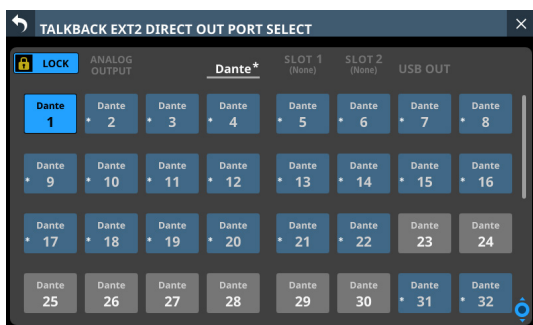 TALKBACK EXT2 DIRECT OUT PORT SELECT
LOCK
ANALOG
OUTPUT
Dante*
SLOT 1
(None)
SLOT 2
(None)
USB OUT
Dante
1
Dante
* 2
Dante
* 3
Dante
* 4
Dante
* 5
Dante
* 6
Dante
* 7
Dante
* 8
Dante
* 9
Dante
* 10
Dante
* 11
Dante
* 12
Dante
* 13
Dante
* 14
Dante
* 15
Dante
* 16
Dante
* 17
Dante
* 18
Dante
* 19
Dante
* 20
Dante
* 21
Dante
* 22
Dante
23
Dante
24
Dante
25
Dante
26
Dante
27
Dante
28
Dante
29
Dante
30
Dante
* 31
Dante
* 32